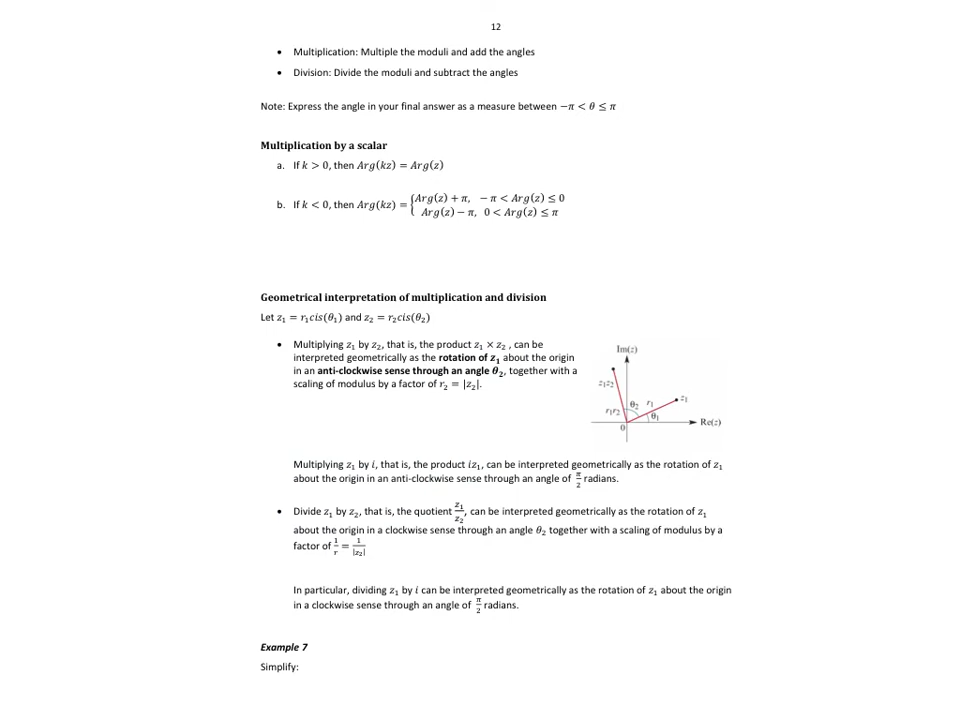 12
• Multiplication: Multiple the moduli and add the angles
• Division: Divide the moduli and subtract the angles
Note: Express the angle in your final answer as a measure between −π < θ ≤ π
Multiplication by a scalar
a. If k > 0, then Arg(kz) = Arg(z)
b. If k < 0, then Arg(kz) = { Arg(z) + π, − π < Arg(z) ≤ 0
Arg(z) − π, 0 < Arg(z) ≤ π
Geometrical interpretation of multiplication and division
Let z₁ = r₁cis(θ₁) and z₂ = r₂cis(θ₂)
• Multiplying z₁ by z₂, that is, the product z₁ × z₂ , can be
interpreted geometrically as the rotation of z₁ about the origin
in an anti-clockwise sense through an angle θ₂, together with a
scaling of modulus by a factor of r₂ = |z₂|.
Im(z)
z₁z₂
z₁
θ₂
r₁
r₁r₂
θ₁
Re(z)
0
Multiplying z₁ by i, that is, the product iz₁, can be interpreted geometrically as the rotation of z₁
about the origin in an anti-clockwise sense through an angle of π/2 radians.
• Divide z₁ by z₂, that is, the quotient z₁/z₂, can be interpreted geometrically as the rotation of z₁
about the origin in a clockwise sense through an angle θ₂ together with a scaling of modulus by a
factor of 1/r = 1/|z₂|
In particular, dividing z₁ by i can be interpreted geometrically as the rotation of z₁ about the origin
in a clockwise sense through an angle of π/2 radians.
Example 7
Simplify: